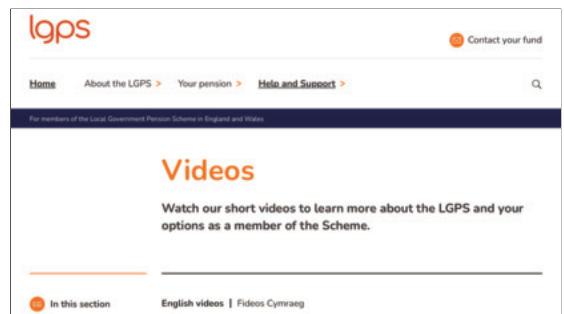 lgps
Contact your fund
Home About the LGPS > Your pension > Help and Support >
For members of the Local Government Pension Scheme in England and Wales
Videos
Watch our short videos to learn more about the LGPS and your
options as a member of the Scheme.
In this section
English videos | Fideos Cymraeg